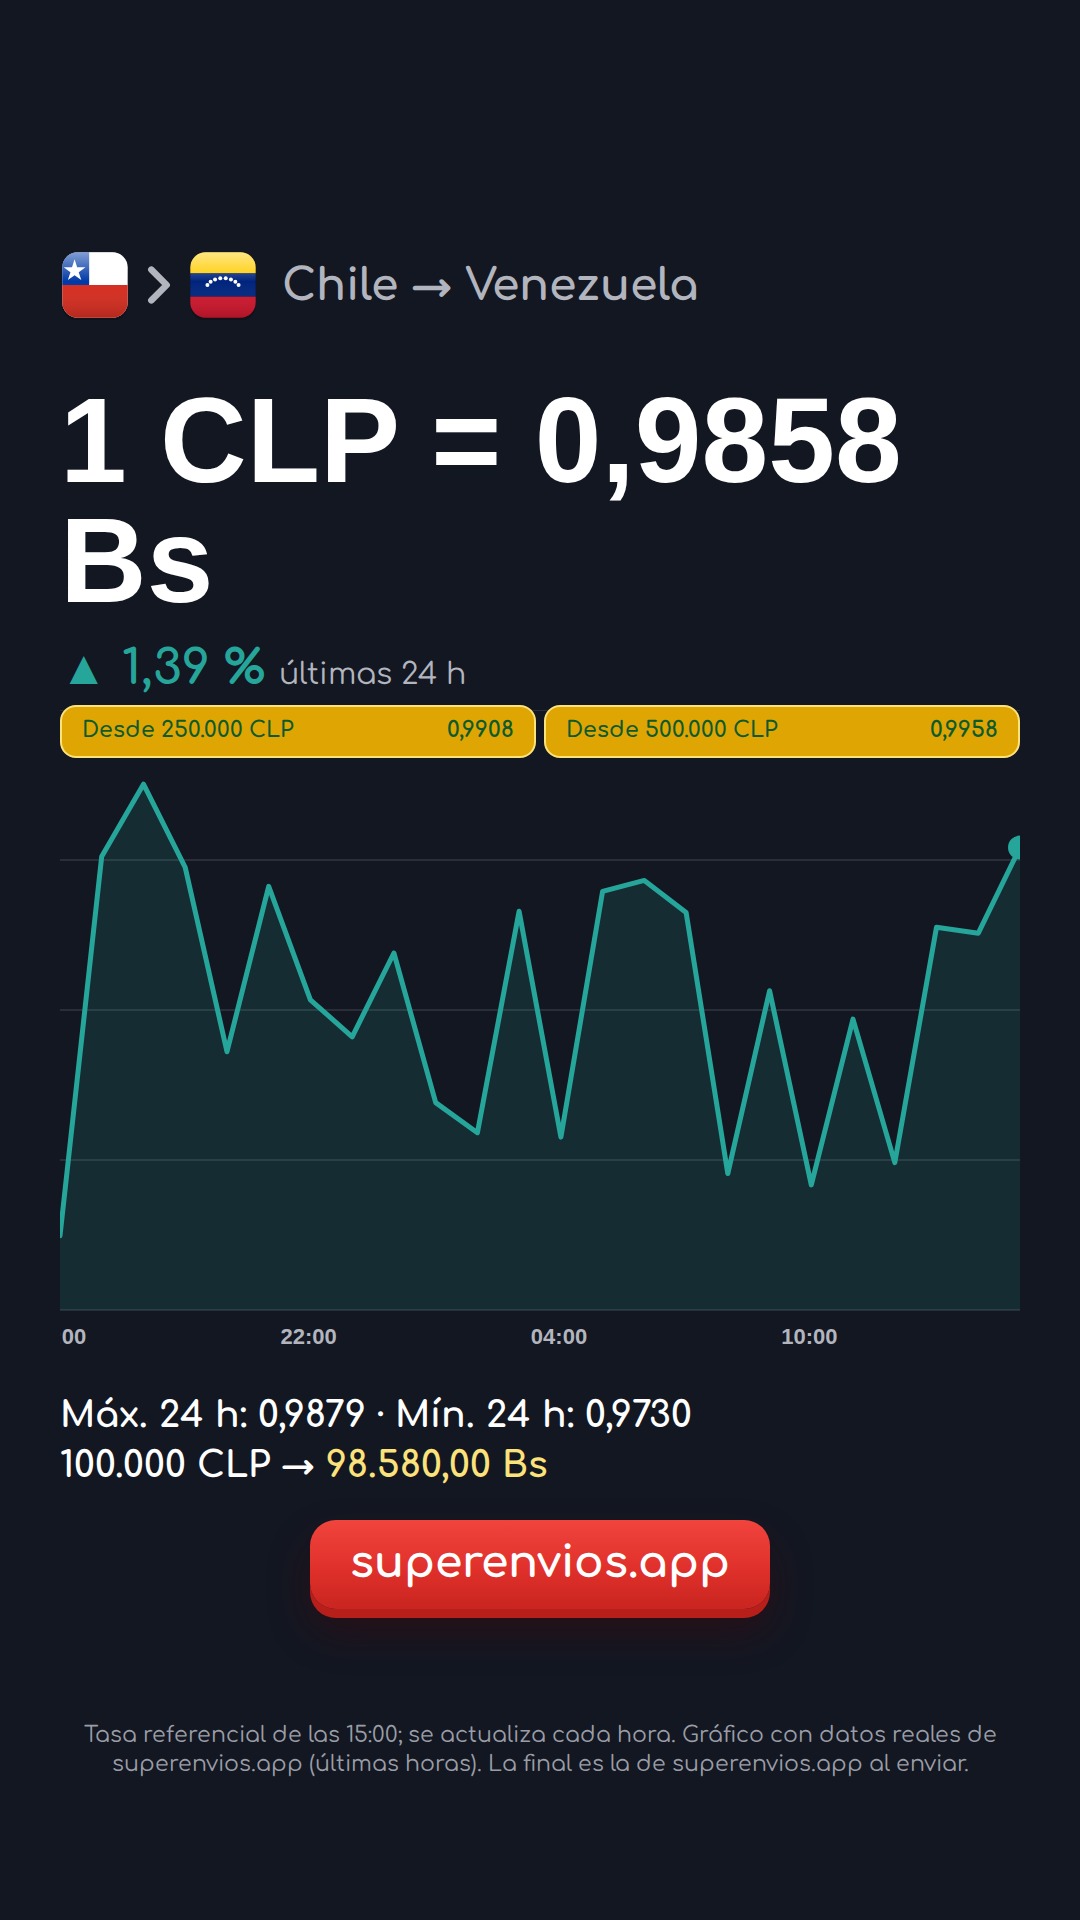 Chile → Venezuela
1 CLP = 0,9858
Bs
▲ 1,39 % últimas 24 h
Desde 250.000 CLP 0,9908
Desde 500.000 CLP 0,9958
00 22:00 04:00 10:00
Máx. 24 h: 0,9879 · Mín. 24 h: 0,9730
100.000 CLP → 98.580,00 Bs
superenvios.app
Tasa referencial de las 15:00; se actualiza cada hora. Gráfico con datos reales de
superenvios.app (últimas horas). La final es la de superenvios.app al enviar.